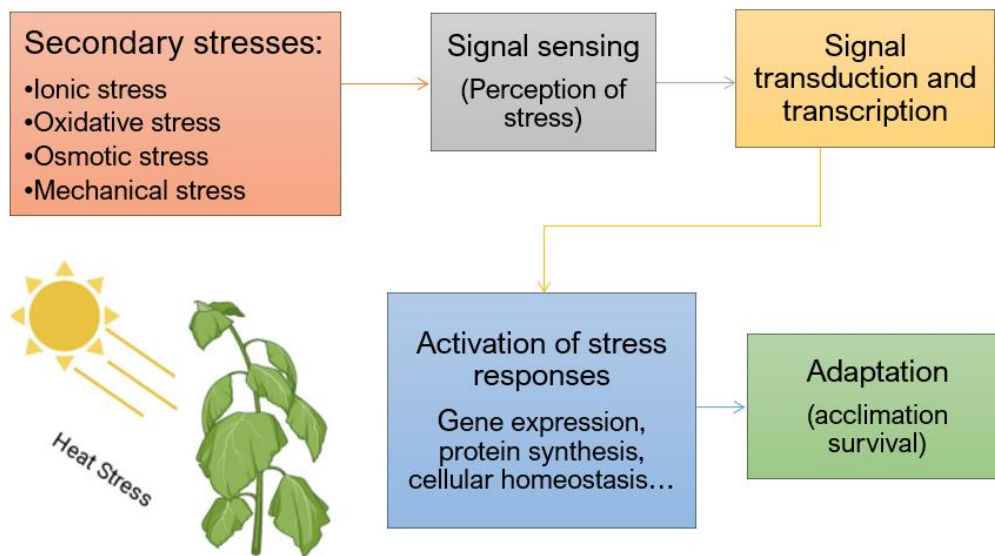 Secondary stresses:
•Ionic stress
•Oxidative stress
•Osmotic stress
•Mechanical stress
Signal sensing
(Perception of
stress)
Signal
transduction and
transcription
Heat Stress
Activation of stress
responses
Gene expression,
protein synthesis,
cellular homeostasis…
Adaptation
(acclimation
survival)